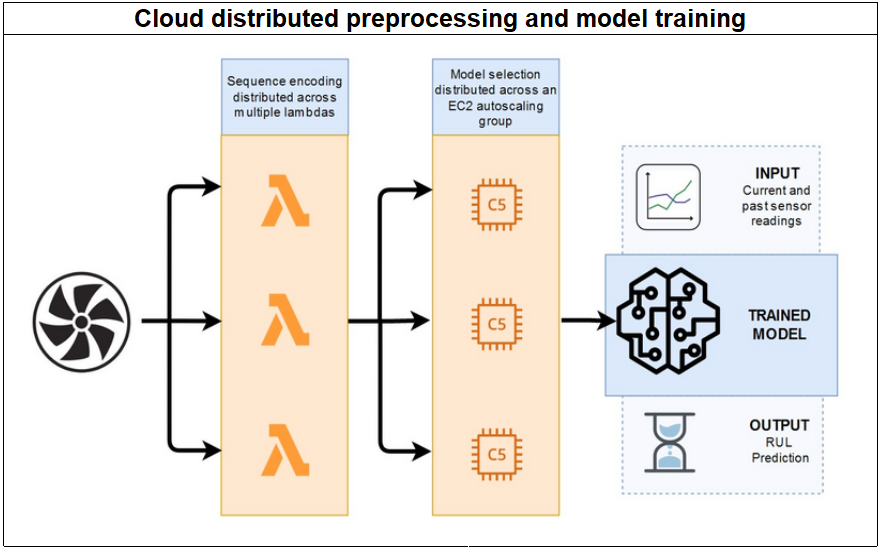 Cloud distributed preprocessing and model training
Sequence encoding
distributed across
multiple lambdas
Model selection
distributed across an
EC2 autoscaling
group
C5
C5
C5
INPUT
Current and
past sensor
readings
TRAINED
MODEL
OUTPUT
RUL
Prediction